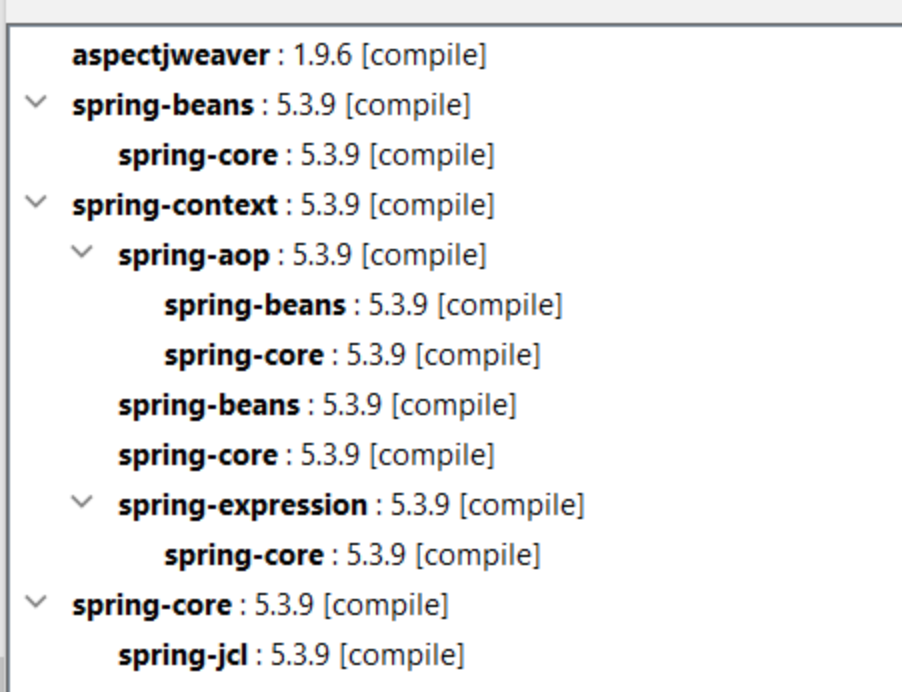 aspectjweaver : 1.9.6 [compile]
spring-beans : 5.3.9 [compile]
spring-core : 5.3.9 [compile]
spring-context : 5.3.9 [compile]
spring-aop : 5.3.9 [compile]
spring-beans : 5.3.9 [compile]
spring-core : 5.3.9 [compile]
spring-beans : 5.3.9 [compile]
spring-core : 5.3.9 [compile]
spring-expression : 5.3.9 [compile]
spring-core : 5.3.9 [compile]
spring-core : 5.3.9 [compile]
spring-jcl : 5.3.9 [compile]